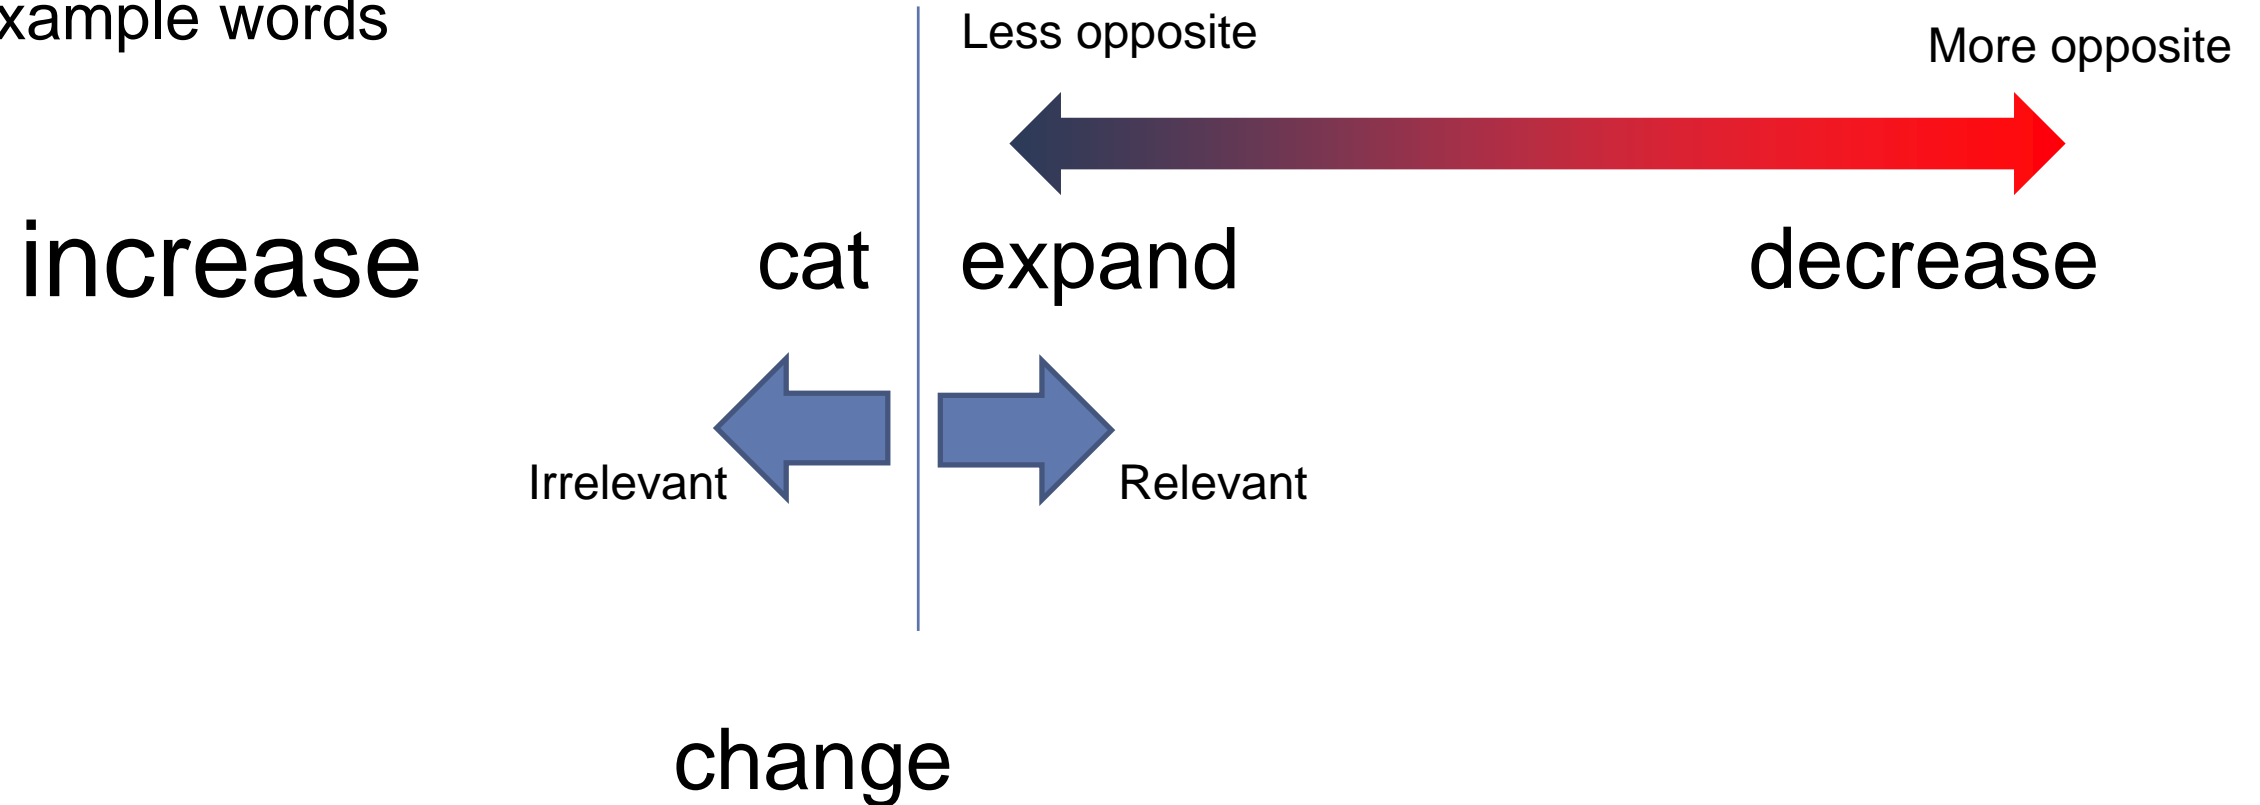 xample words
Less opposite
More opposite
increase
cat
expand
decrease
Irrelevant
Relevant
change